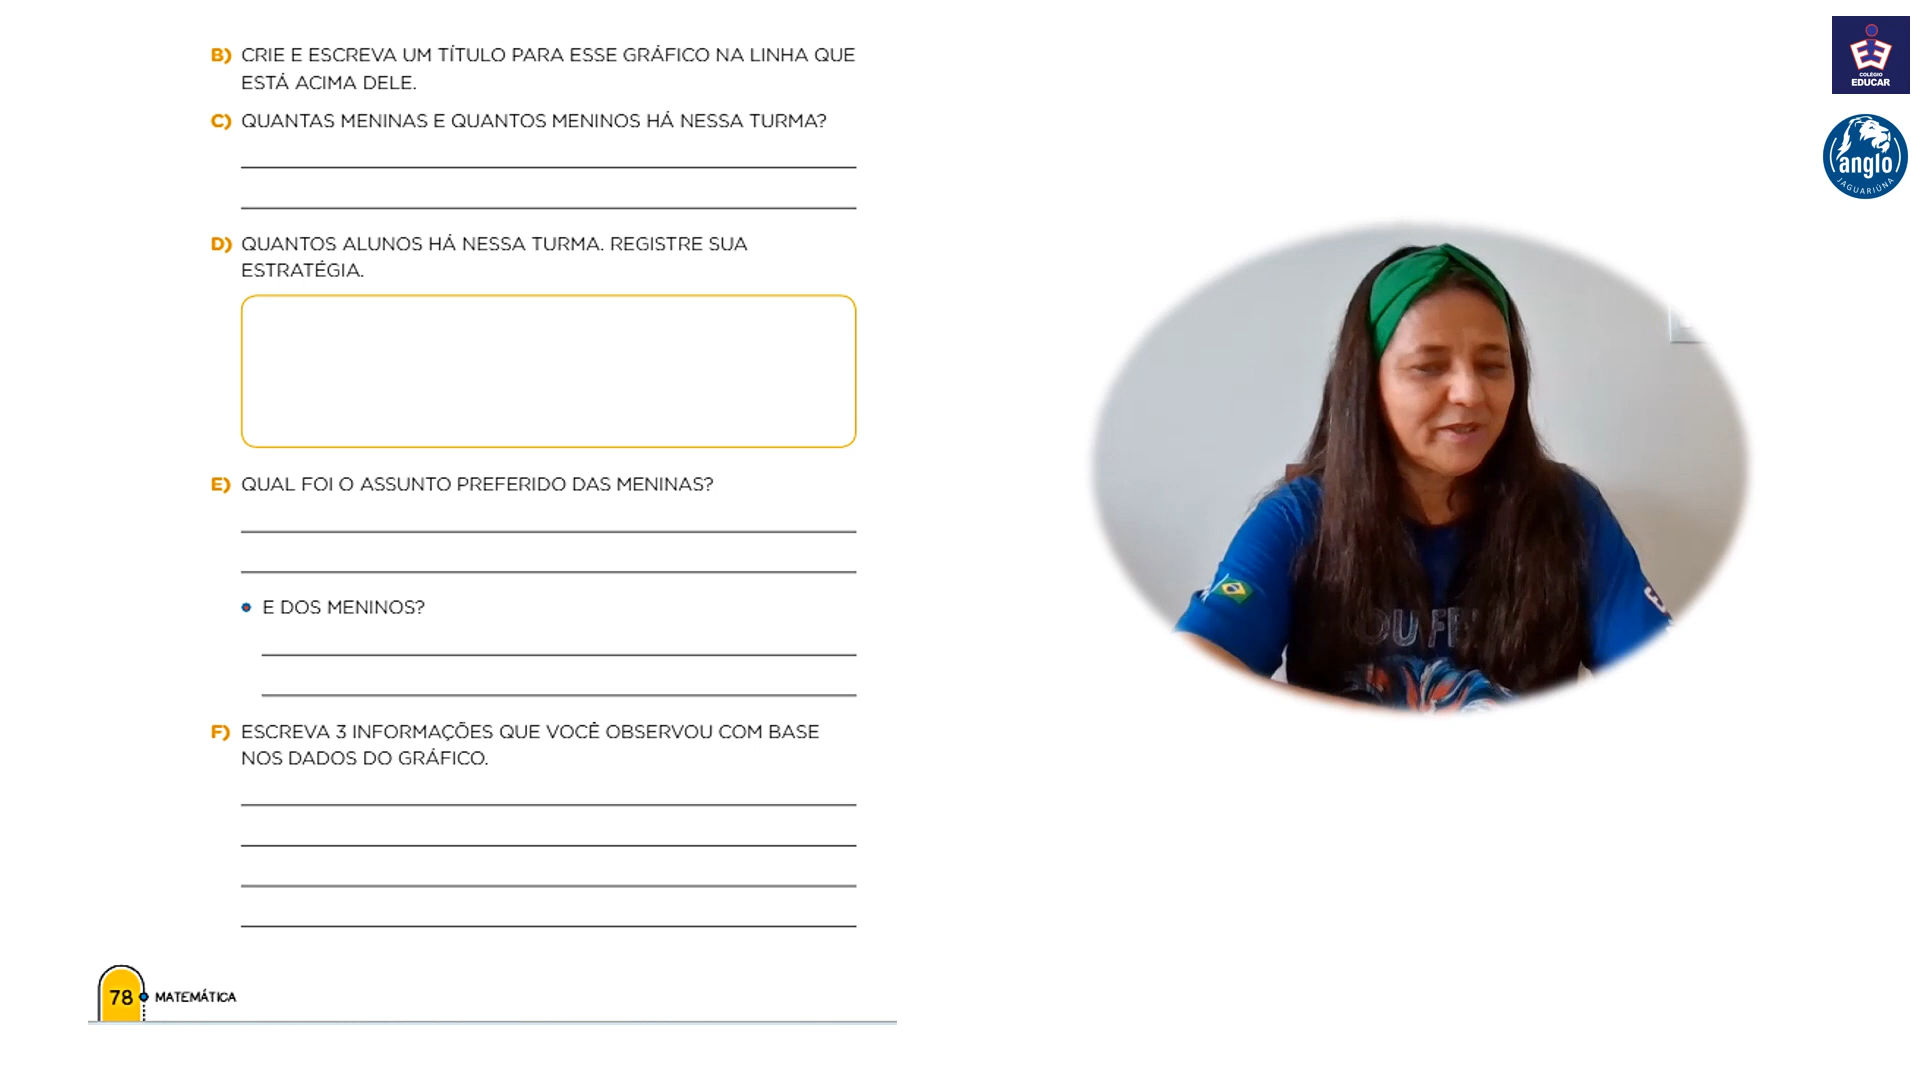 B) CRIE E ESCREVA UM TÍTULO PARA ESSE GRÁFICO NA LINHA QUE
ESTÁ ACIMA DELE.
C) QUANTAS MENINAS E QUANTOS MENINOS HÁ NESSA TURMA?
D) QUANTOS ALUNOS HÁ NESSA TURMA. REGISTRE SUA
ESTRATÉGIA.
E) QUAL FOI O ASSUNTO PREFERIDO DAS MENINAS?
E DOS MENINOS?
F) ESCREVA 3 INFORMAÇÕES QUE VOCÊ OBSERVOU COM BASE
NOS DADOS DO GRÁFICO.
78 MATEMÁTICA
COLÉGIO
EDUCAR
anglo
JAGUARIÚNA